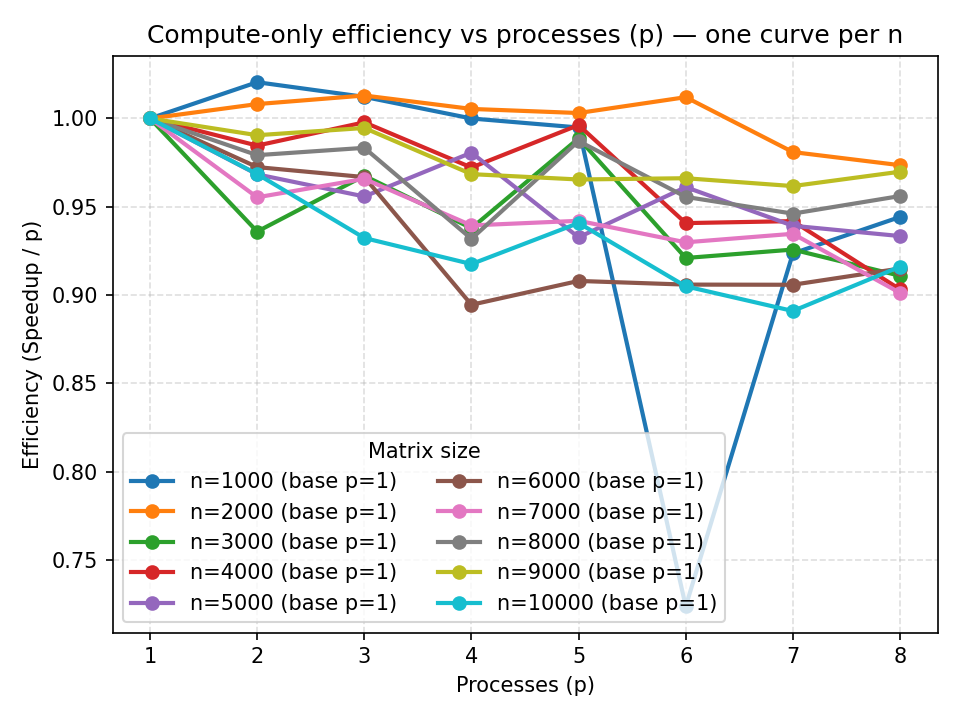 Compute-only efficiency vs processes (p) — one curve per n
Efficiency (Speedup / p)
1.00
0.95
0.90
0.85
0.80
0.75
Matrix size
n=1000 (base p=1)
n=2000 (base p=1)
n=3000 (base p=1)
n=4000 (base p=1)
n=5000 (base p=1)
n=6000 (base p=1)
n=7000 (base p=1)
n=8000 (base p=1)
n=9000 (base p=1)
n=10000 (base p=1)
1 2 3 4 5 6 7 8
Processes (p)